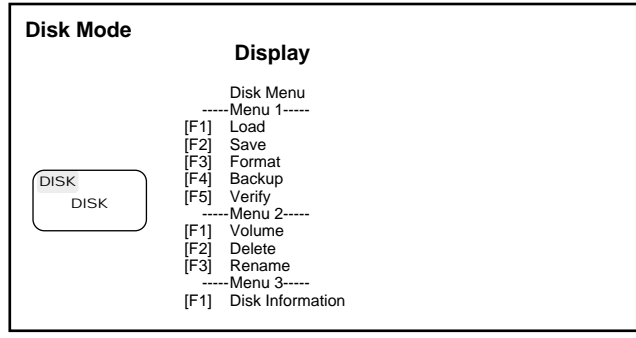 Disk Mode
Display
Disk Menu
-----Menu 1-----
[F1] Load
[F2] Save
[F3] Format
[F4] Backup
[F5] Verify
-----Menu 2-----
[F1] Volume
[F2] Delete
[F3] Rename
-----Menu 3-----
[F1] Disk Information
DISK
DISK